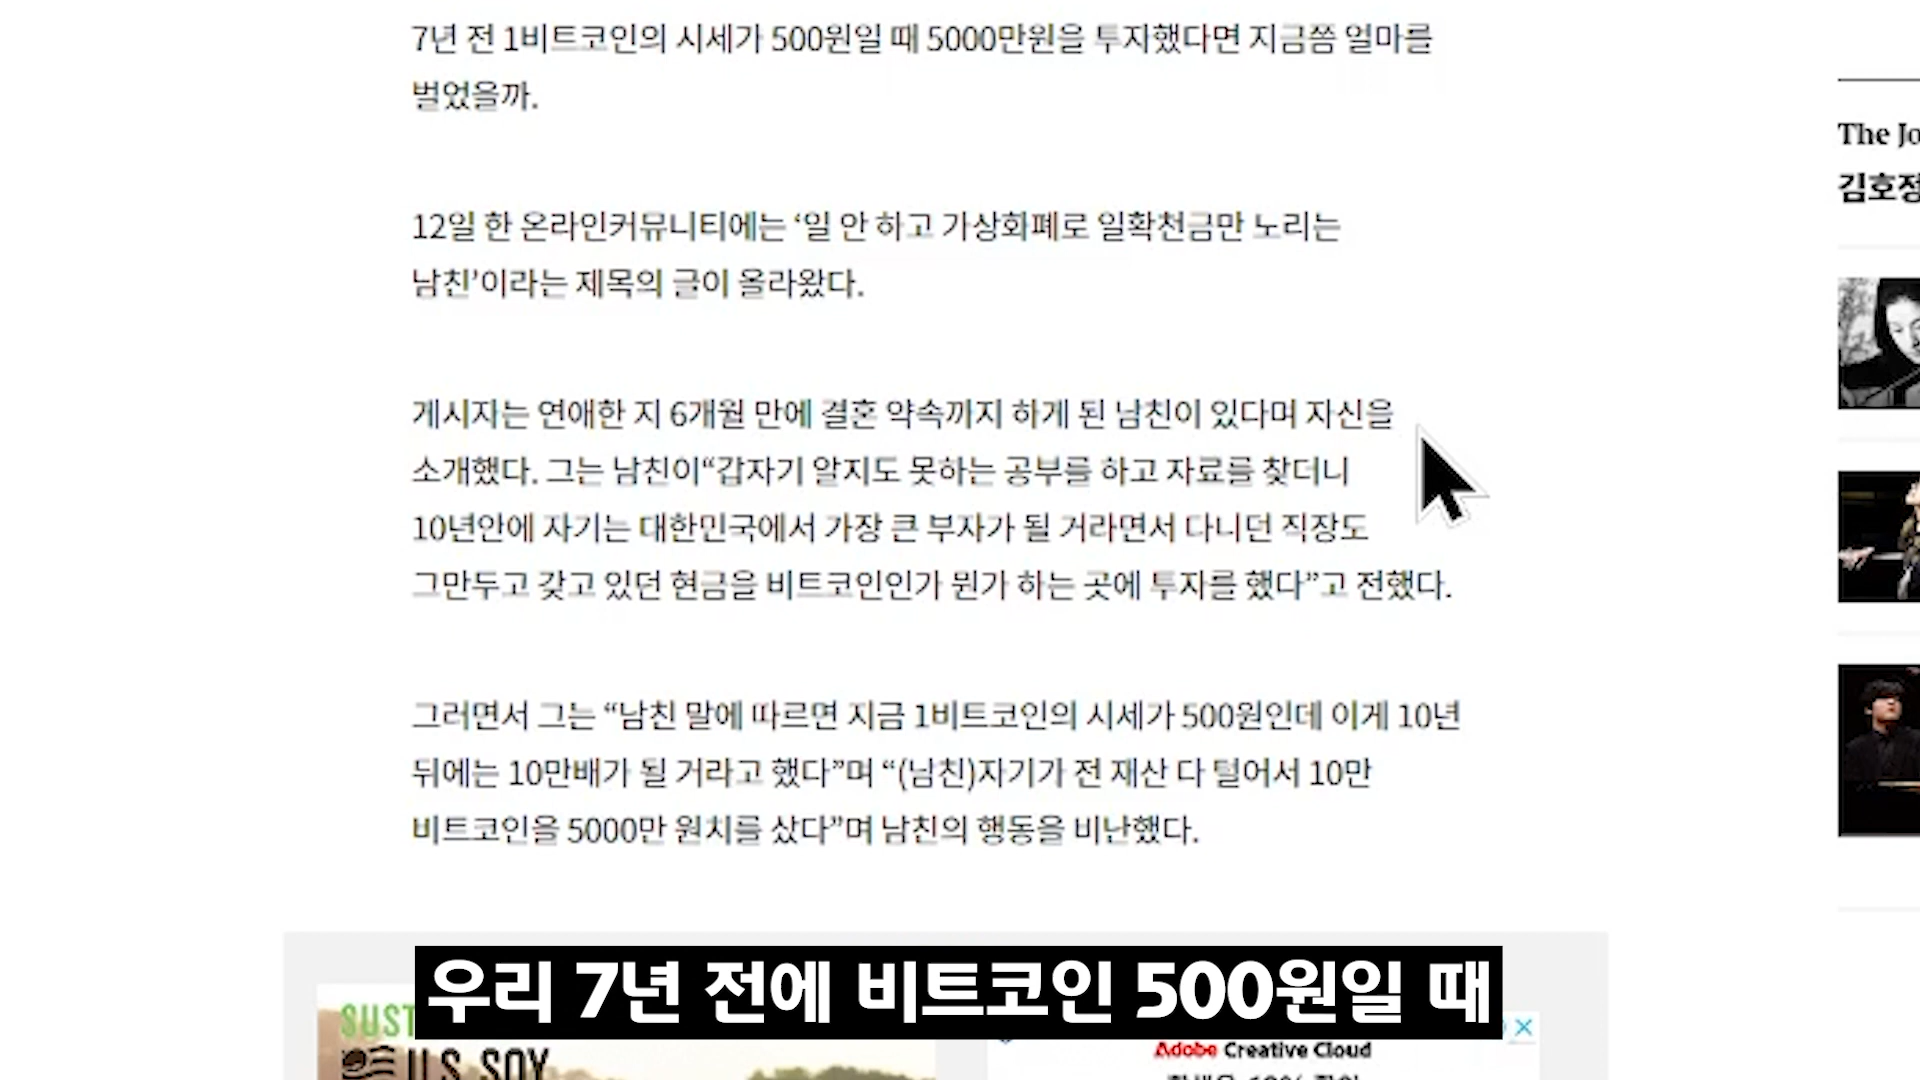 7년 전 1비트코인의 시세가 500원일 때 5000만원을 투자했다면 지금쯤 얼마를
벌었을까.
12일 한 온라인커뮤니티에는 ‘일 안 하고 가상화폐로 일확천금만 노리는
남친’이라는 제목의 글이 올라왔다.
게시자는 연애한 지 6개월 만에 결혼 약속까지 하게 된 남친이 있다며 자신을
소개했다. 그는 남친이“갑자기 알지도 못하는 공부를 하고 자료를 찾더니
10년안에 자기는 대한민국에서 가장 큰 부자가 될 거라면서 다니던 직장도
그만두고 갖고 있던 현금을 비트코인인가 뭔가 하는 곳에 투자를 했다”고 전했다.
그러면서 그는 “남친 말에 따르면 지금 1비트코인의 시세가 500원인데 이게 10년
뒤에는 10만배가 될 거라고 했다”며 “(남친)자기가 전 재산 다 털어서 10만
비트코인을 5000만 원치를 샀다”며 남친의 행동을 비난했다.
The Jo
김호정
우리 7년 전에 비트코인 500원일 때
SUST
U.S. SOY
Adobe Creative Cloud